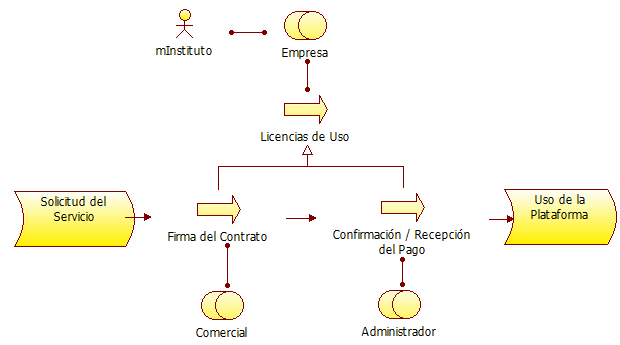 mInstituto
Empresa
Licencias de Uso
Solicitud del
Servicio
Firma del Contrato
Confirmación / Recepción
del Pago
Uso de la
Plataforma
Comercial
Administrador